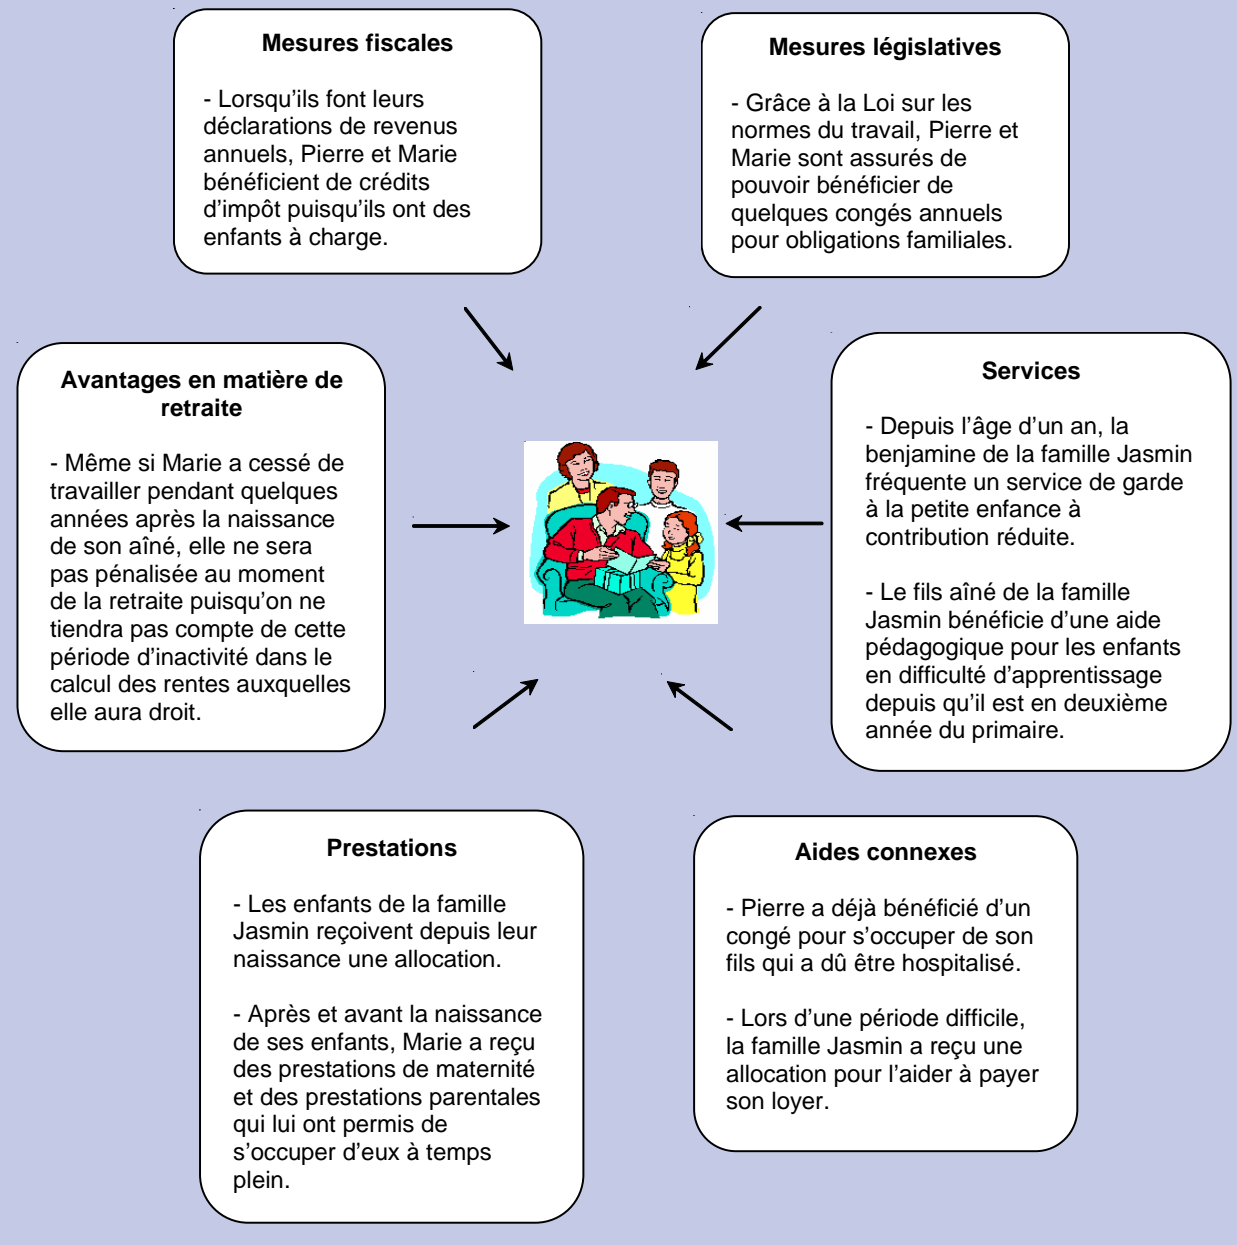 Mesures fiscales
- Lorsqu'ils font leurs
déclarations de revenus
annuels, Pierre et Marie
bénéficient de crédits
d'impôt puisqu'ils ont des
enfants à charge.
Mesures législatives
- Grâce à la Loi sur les
normes du travail, Pierre et
Marie sont assurés de
pouvoir bénéficier de
quelques congés annuels
pour obligations familiales.
Avantages en matière de
retraite
- Même si Marie a cessé de
travailler pendant quelques
années après la naissance
de son aîné, elle ne sera
pas pénalisée au moment
de la retraite puisqu'on ne
tiendra pas compte de cette
période d'inactivité dans le
calcul des rentes auxquelles
elle aura droit.
Services
- Depuis l'âge d'un an, la
benjamine de la famille Jasmin
fréquente un service de garde
à la petite enfance à
contribution réduite.
- Le fils aîné de la famille
Jasmin bénéficie d'une aide
pédagogique pour les enfants
en difficulté d'apprentissage
depuis qu'il est en deuxième
année du primaire.
Prestations
- Les enfants de la famille
Jasmin reçoivent depuis leur
naissance une allocation.
- Après et avant la naissance
de ses enfants, Marie a reçu
des prestations de maternité
et des prestations parentales
qui lui ont permis de
s'occuper d'eux à temps
plein.
Aides connexes
- Pierre a déjà bénéficié d'un
congé pour s'occuper de son
fils qui a dû être hospitalisé.
- Lors d'une période difficile,
la famille Jasmin a reçu une
allocation pour l'aider à payer
son loyer.